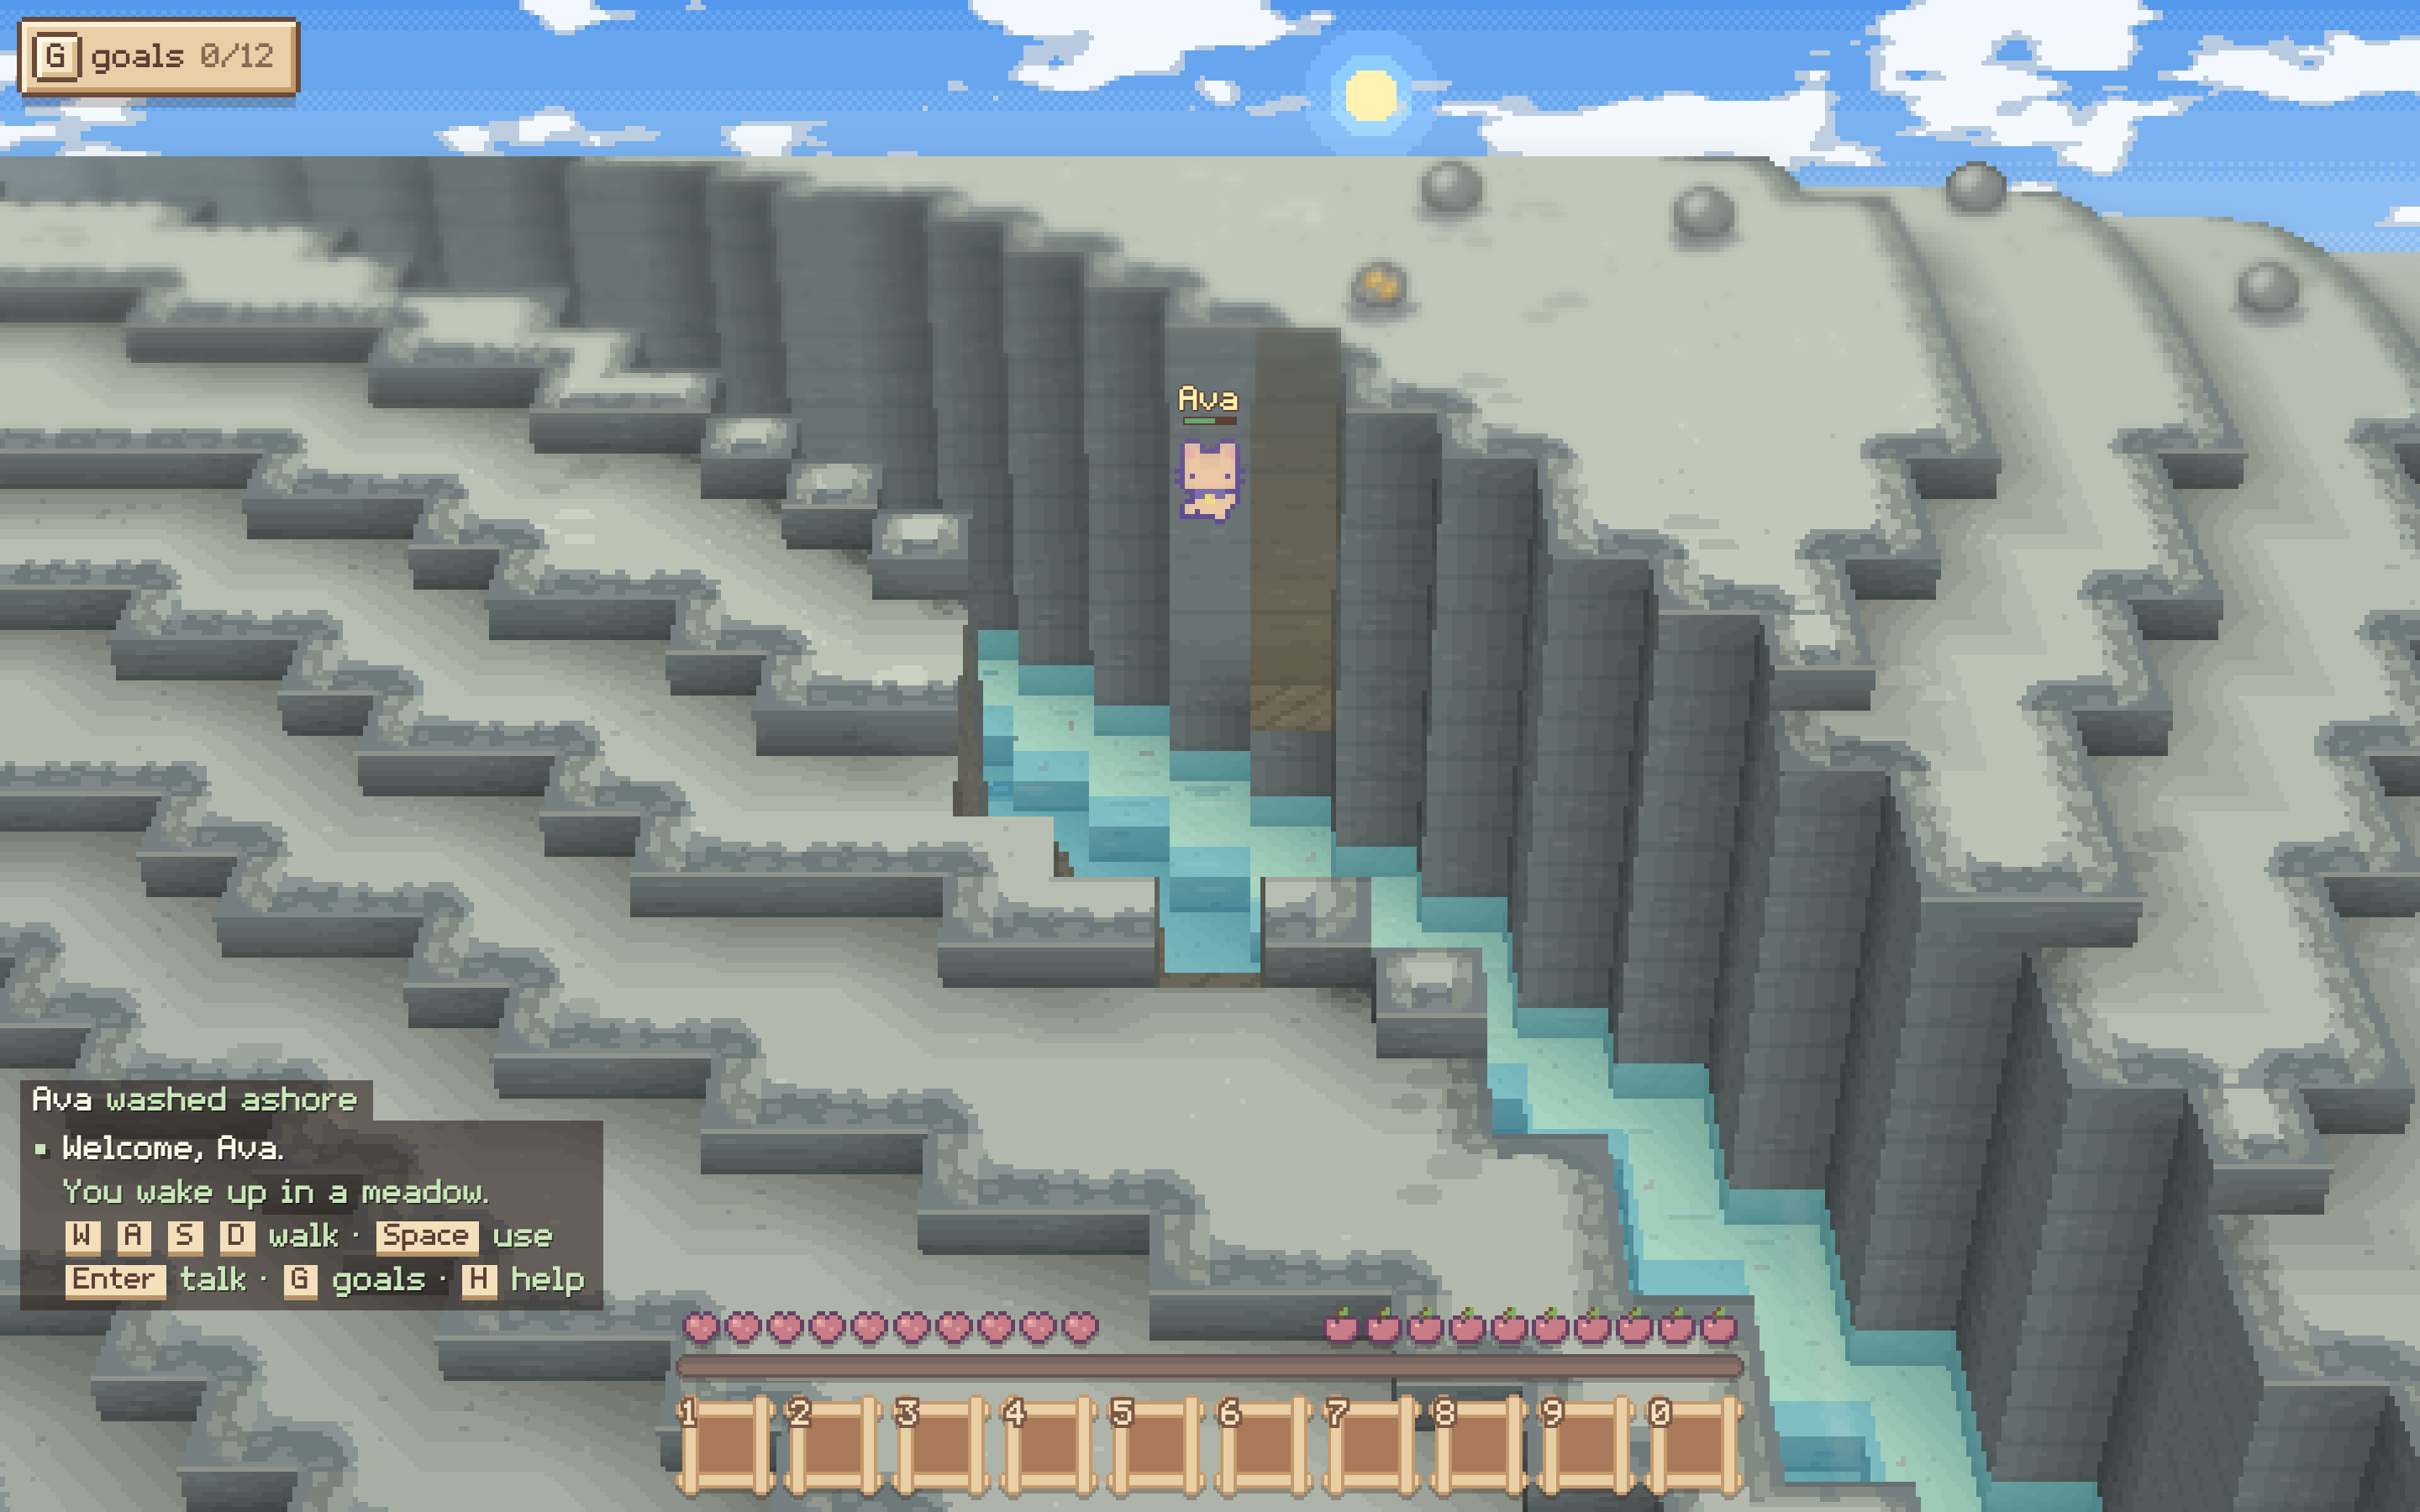 G goals 0/12
Ava
Ava washed ashore
Welcome, Ava.
You wake up in a meadow.
W A S D walk · Space use
Enter talk · G goals · H help
1 2 3 4 5 6 7 8 9 0